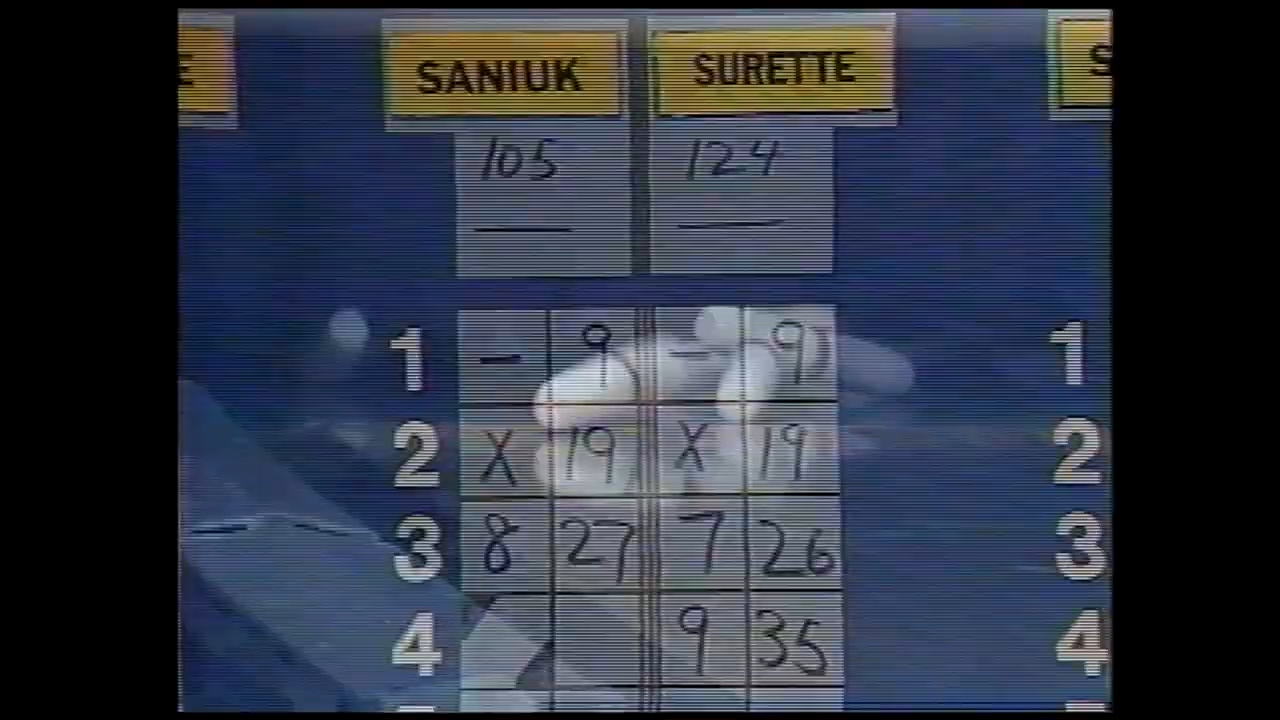 E SANIUK SURETTE S
105 124
1 – 9 – 9 1
2 X 19 X 19 2
3 8 27 7 26 3
4 9 35 4